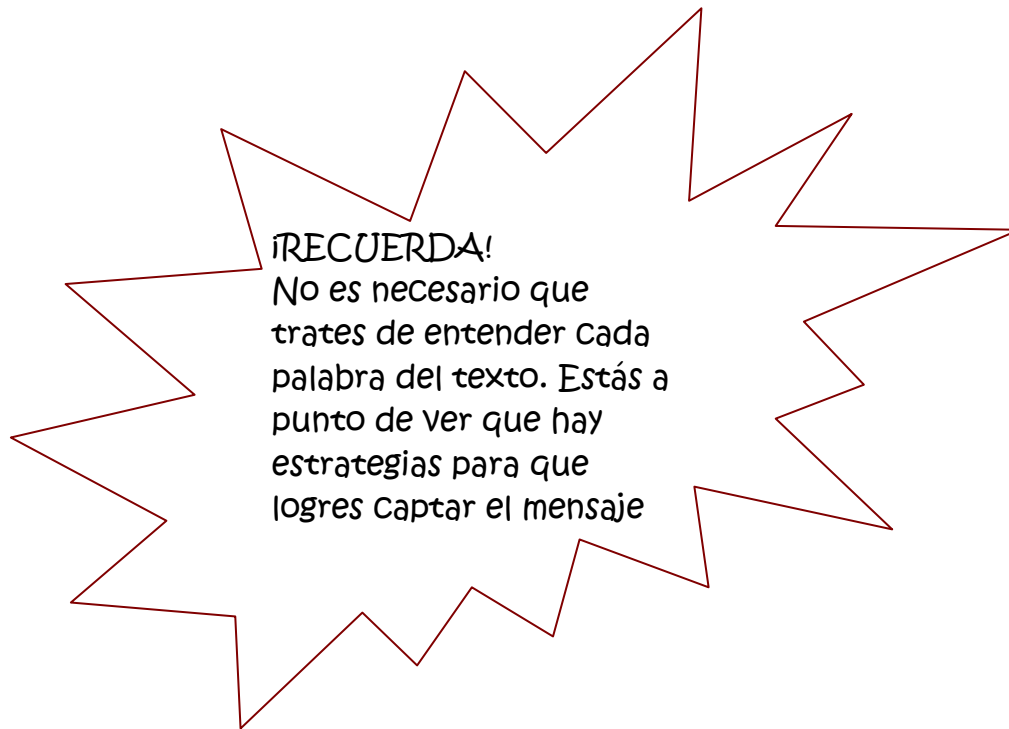 ¡RECUERDA!
No es necesario que
trates de entender cada
palabra del texto. Estás a
punto de ver que hay
estrategias para que
logres captar el mensaje